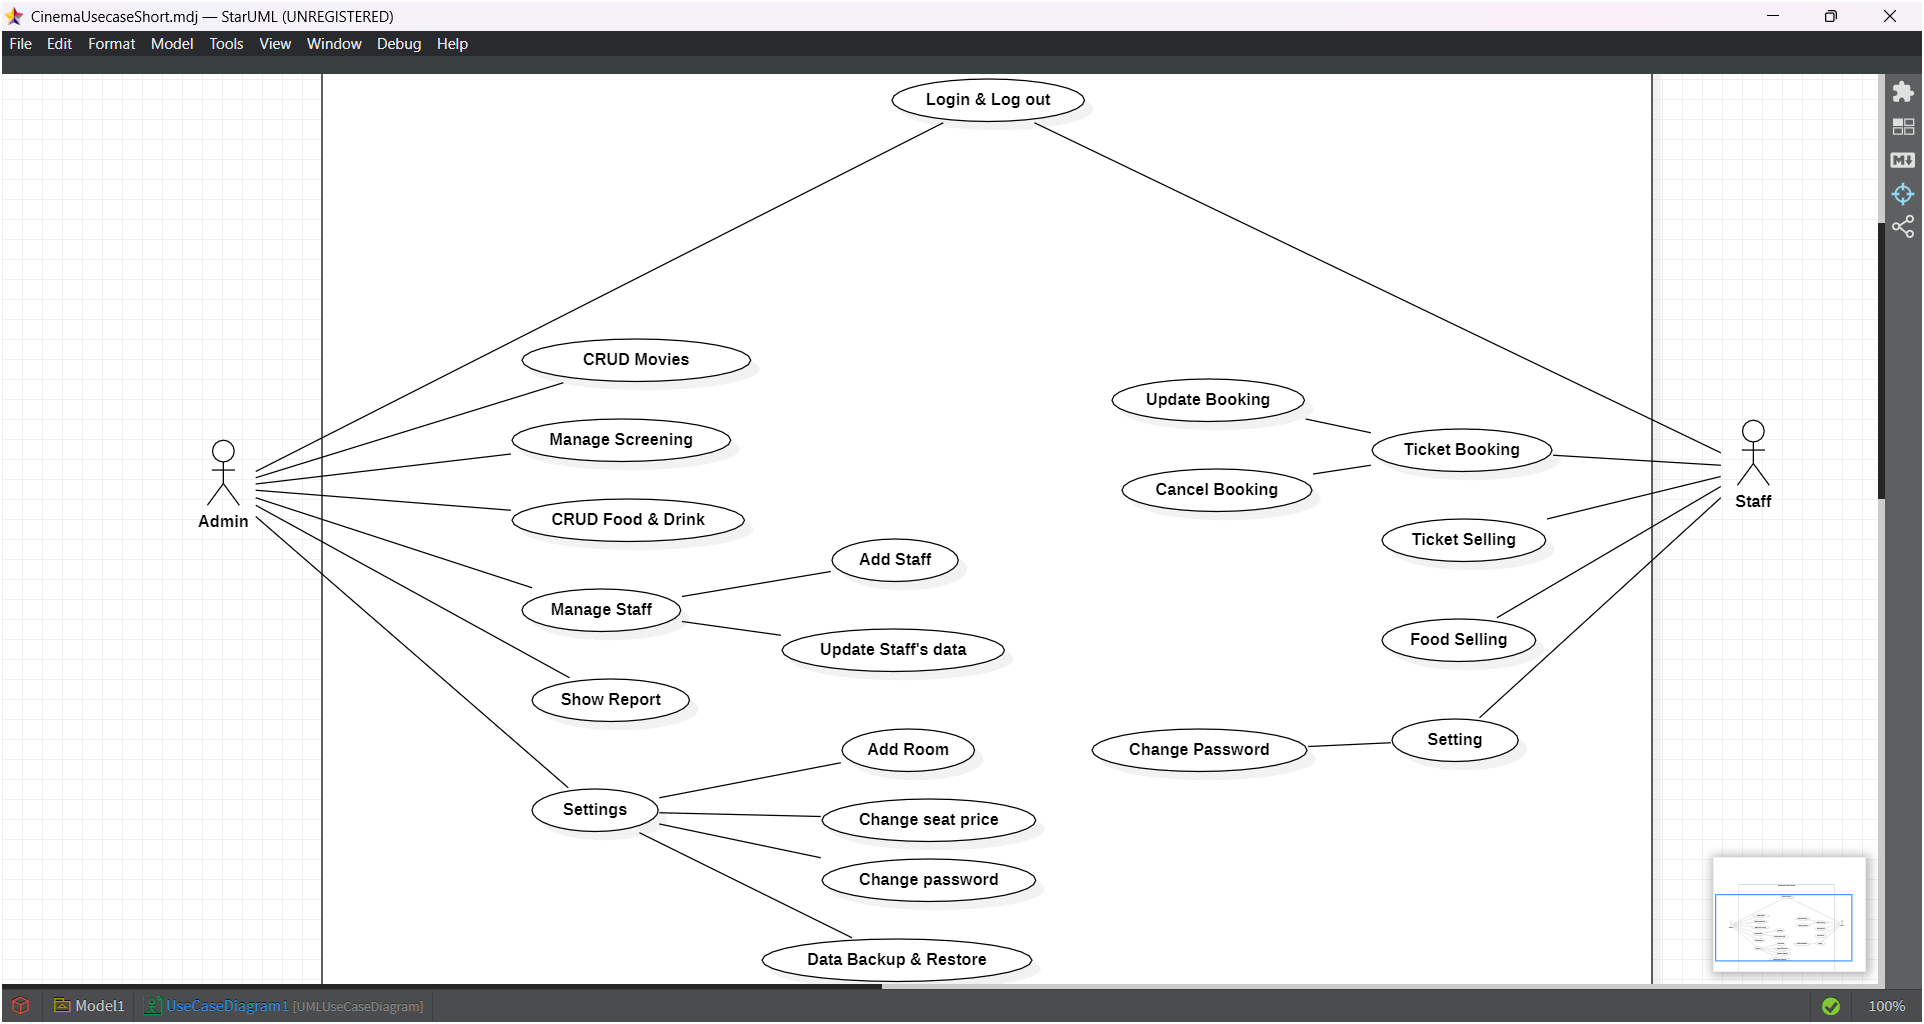 CinemaUsecaseShort.mdj — StarUML (UNREGISTERED)
File Edit Format Model Tools View Window Debug Help
Login & Log out
CRUD Movies
Manage Screening
CRUD Food & Drink
Admin
Manage Staff
Add Staff
Update Staff's data
Show Report
Settings
Add Room
Change seat price
Change password
Data Backup & Restore
Update Booking
Cancel Booking
Ticket Booking
Ticket Selling
Staff
Food Selling
Setting
Change Password
M
Model1
UseCaseDiagram1 [UMLUseCaseDiagram]
100%